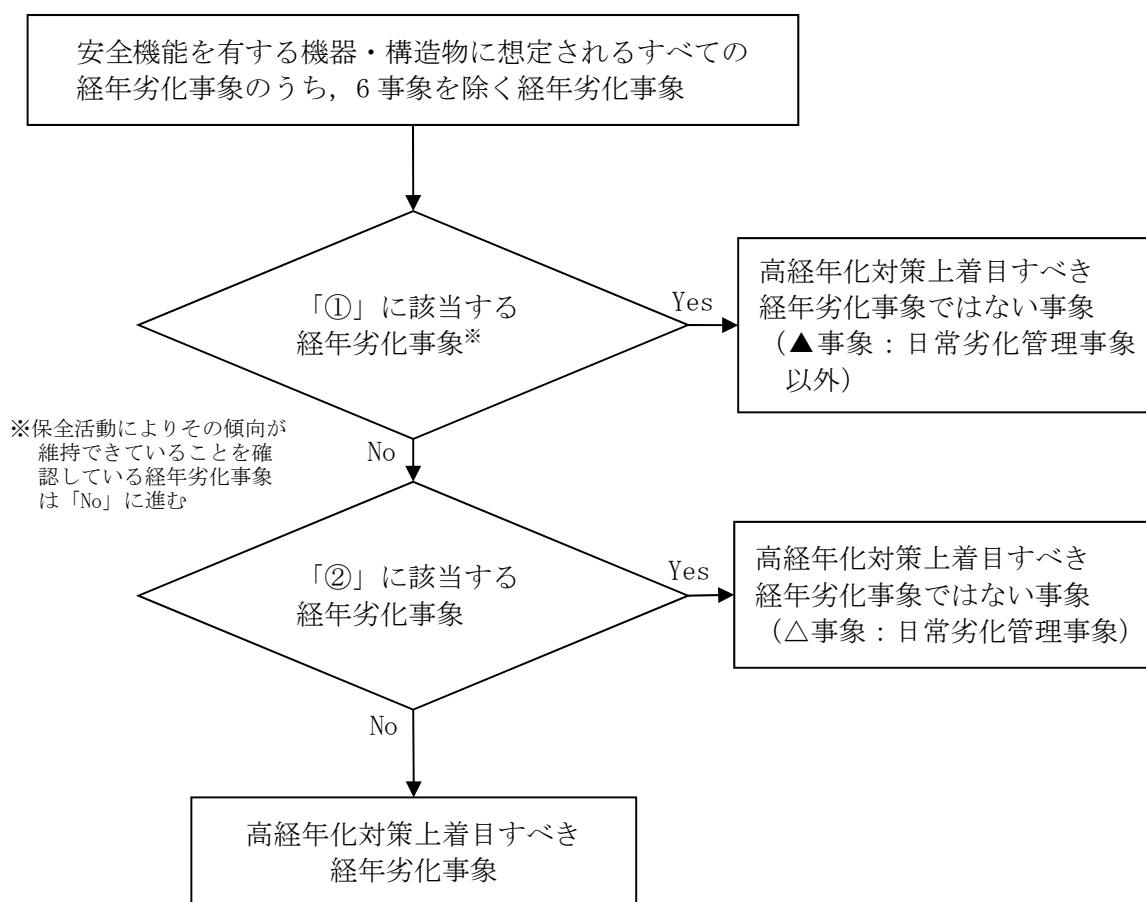 安全機能を有する機器・構造物に想定されるすべての
経年劣化事象のうち，6事象を除く経年劣化事象
「①」に該当する
経年劣化事象※
Yes
高経年化対策上着目すべき
経年劣化事象ではない事象
（▲事象：日常劣化管理事象
以外）
※保全活動によりその傾向が
維持できていることを確
認している経年劣化事象
は「No」に進む
No
「②」に該当する
経年劣化事象
Yes
高経年化対策上着目すべき
経年劣化事象ではない事象
（△事象：日常劣化管理事象）
No
高経年化対策上着目すべき
経年劣化事象